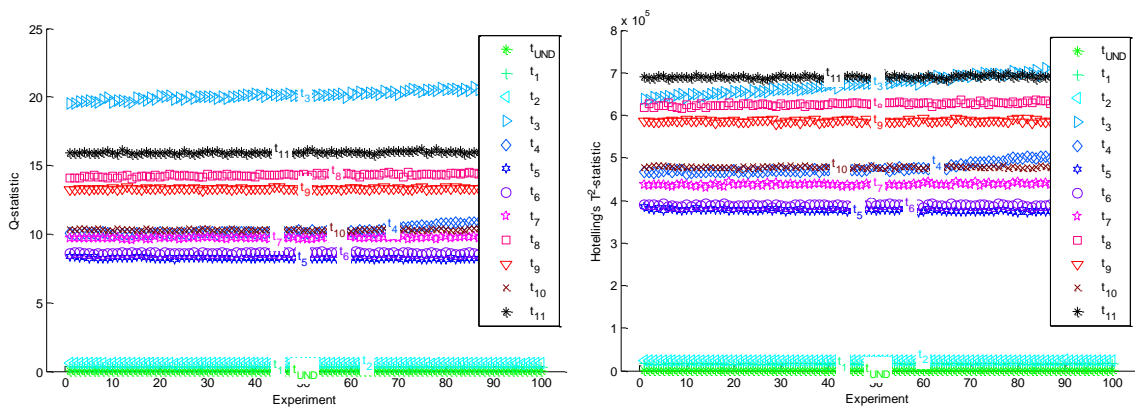 25
20
15
10
5
0
Q-statistic
0 10 20 30 40 60 70 80 90 100
Experiment
t3
t11
t8
t9
t10
t4
t7
t5
t6
t1
tUND
t2
tUND
t1
t2
t3
t4
t5
t6
t7
t8
t9
t10
t11
x 10^5
8
7
6
5
4
3
2
1
0
Hotelling's T²-statistic
0 10 20 30 40 50 60 70 80 90 100
Experiment
t11
t3
t9
t10
t4
t7
t5
t6
t1
tUND
t2
tUND
t1
t2
t3
t4
t5
t6
t7
t8
t9
t10
t11